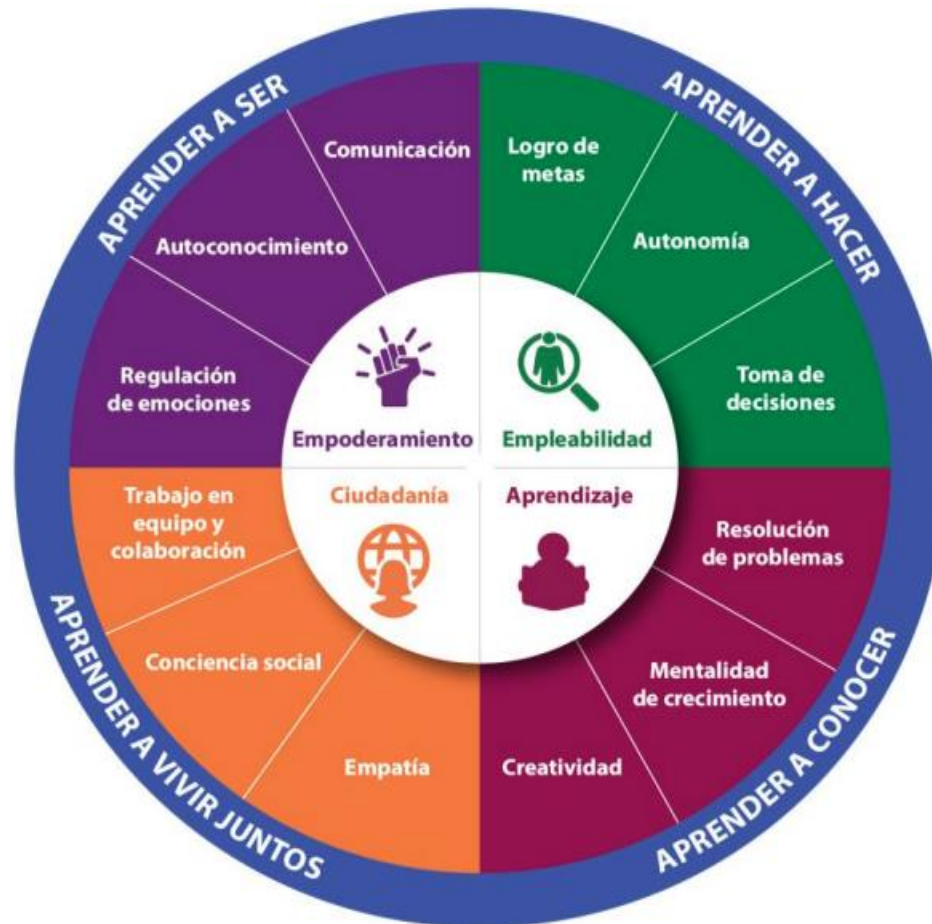 APRENDER A SER
Comunicación
Autoconocimiento
Regulación
de emociones
Empoderamiento
APRENDER A HACER
Logro de
metas
Autonomía
Toma de
decisiones
Empleabilidad
Ciudadanía
Trabajo en
equipo y
colaboración
Conciencia social
Empatía
APRENDER A VIVIR JUNTOS
Aprendizaje
Resolución
de problemas
Mentalidad
de crecimiento
Creatividad
APRENDER A CONOCER